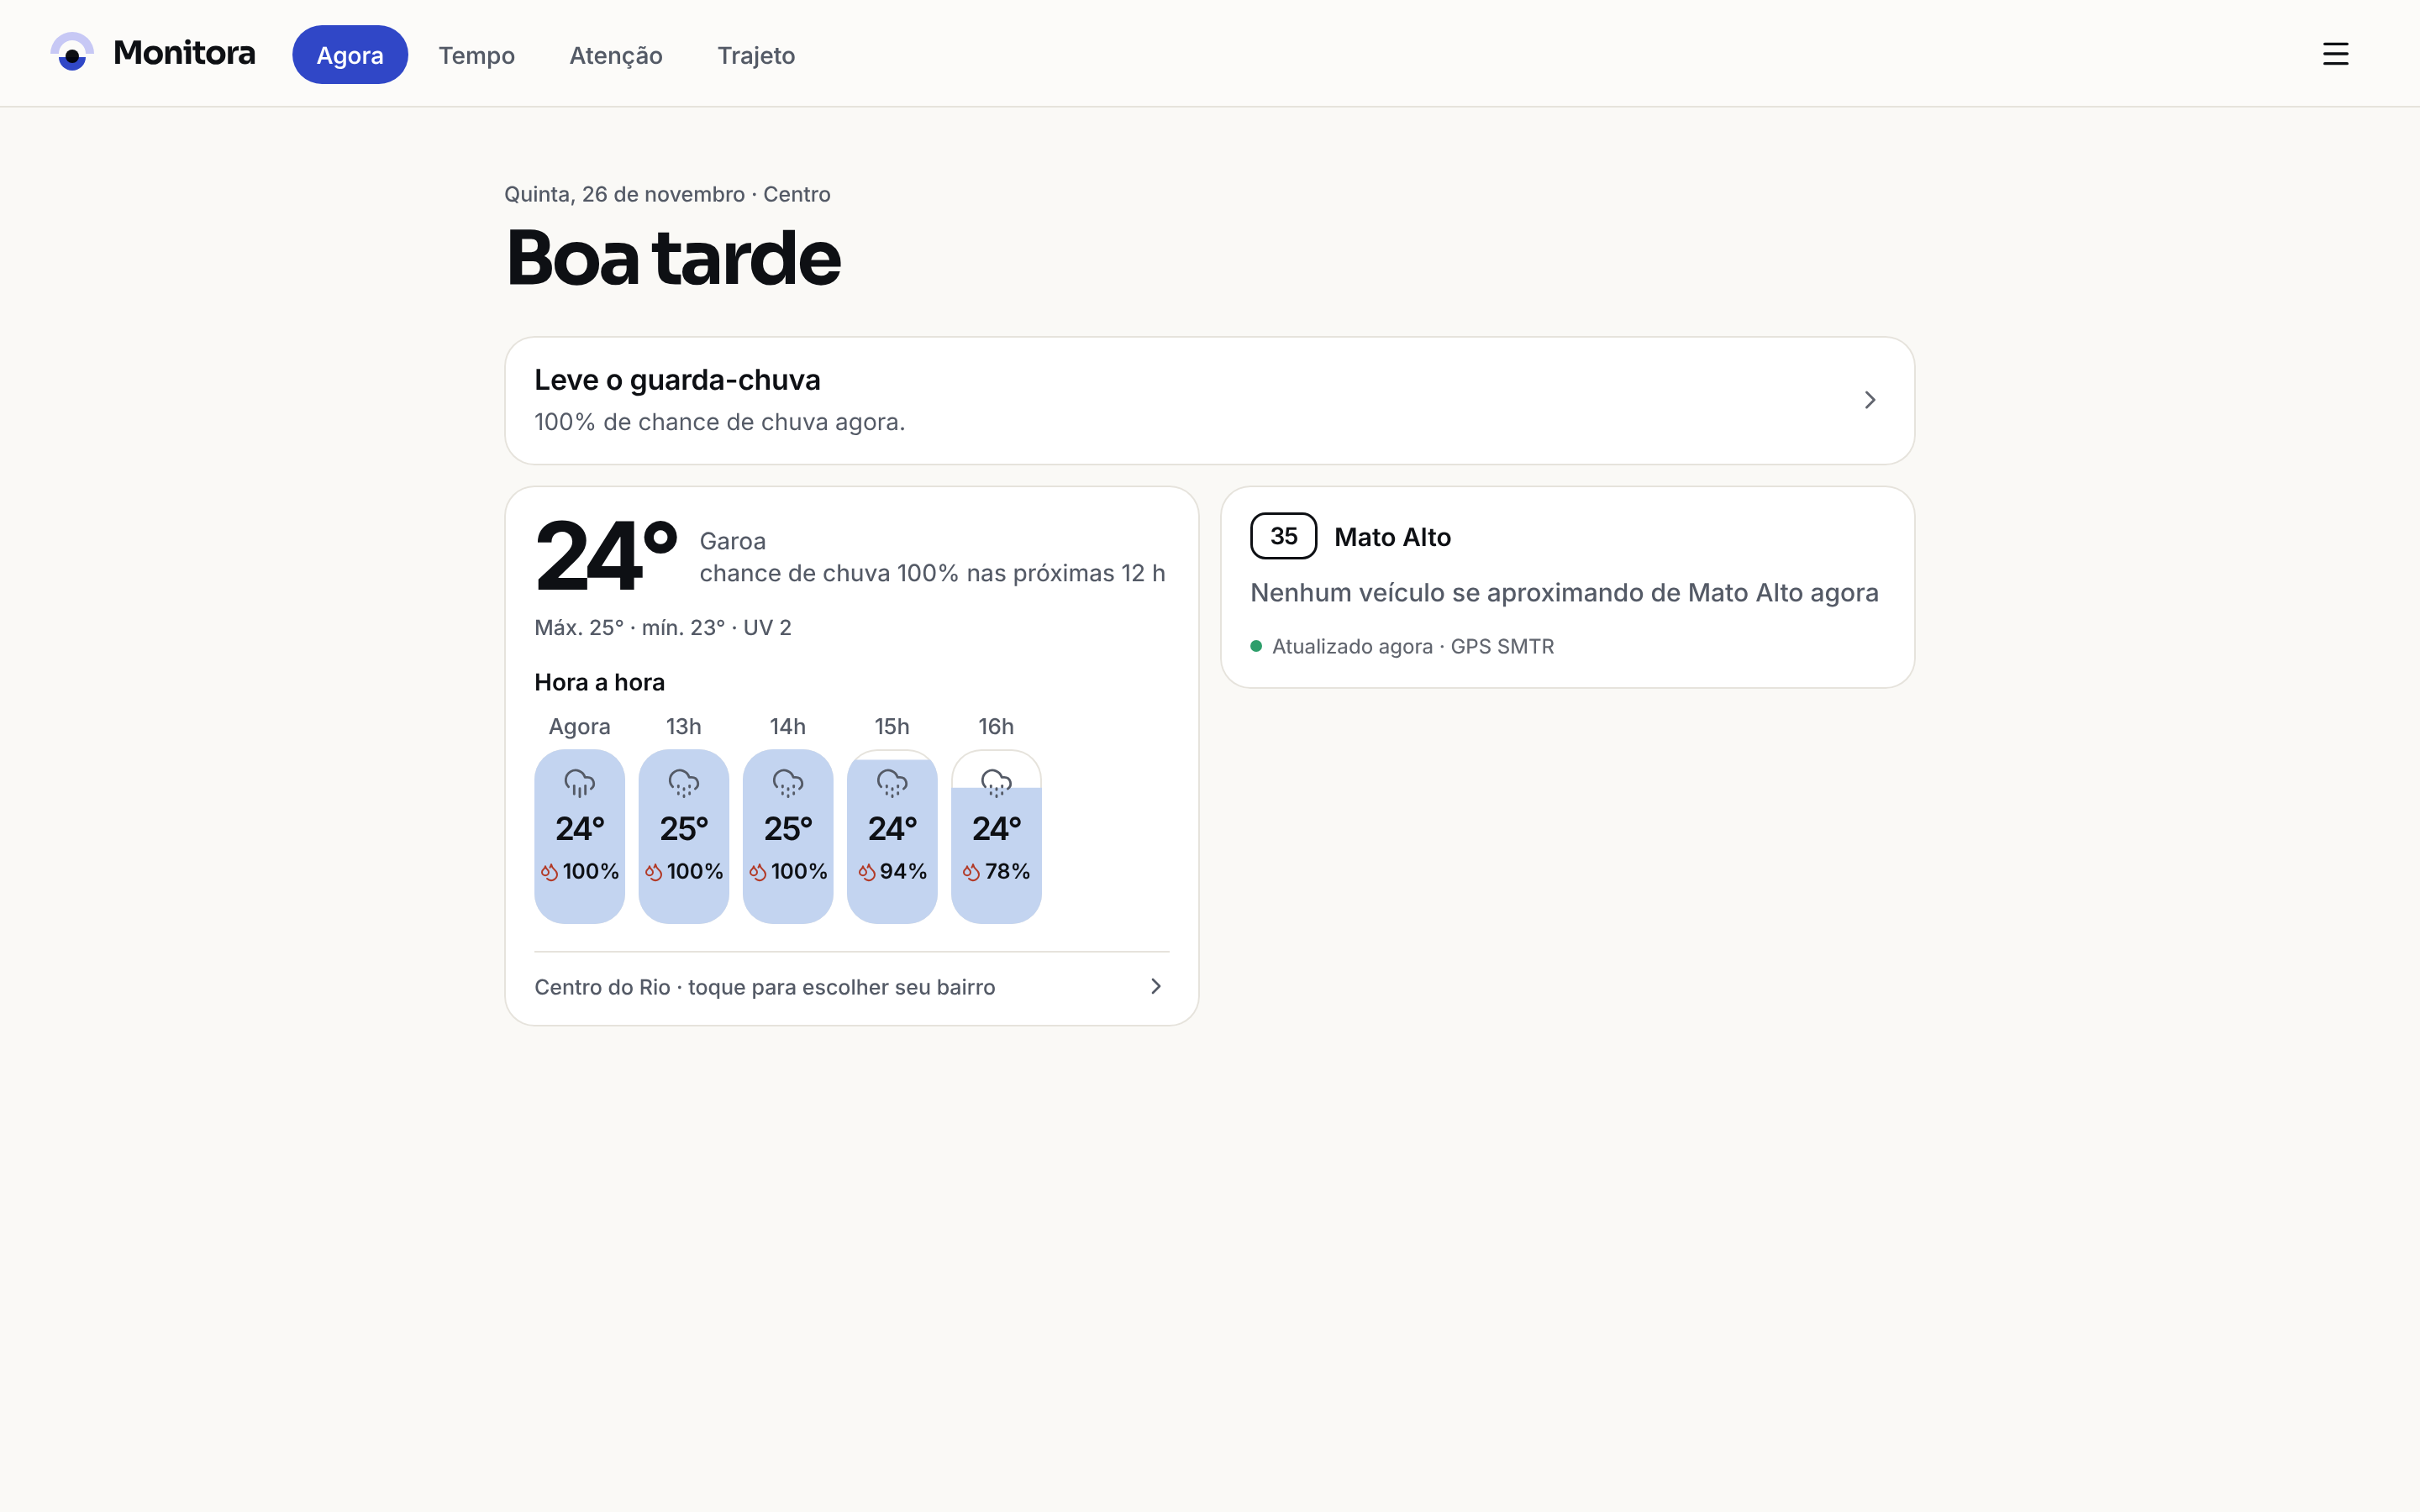 Monitora
Agora
Tempo
Atenção
Trajeto
Quinta, 26 de novembro · Centro
Boa tarde
Leve o guarda-chuva
100% de chance de chuva agora.
24°
Garoa
chance de chuva 100% nas próximas 12 h
Máx. 25° · mín. 23° · UV 2
Hora a hora
Agora 13h 14h 15h 16h
24° 25° 25° 24° 24°
100% 100% 100% 94% 78%
Centro do Rio · toque para escolher seu bairro
35 Mato Alto
Nenhum veículo se aproximando de Mato Alto agora
Atualizado agora · GPS SMTR